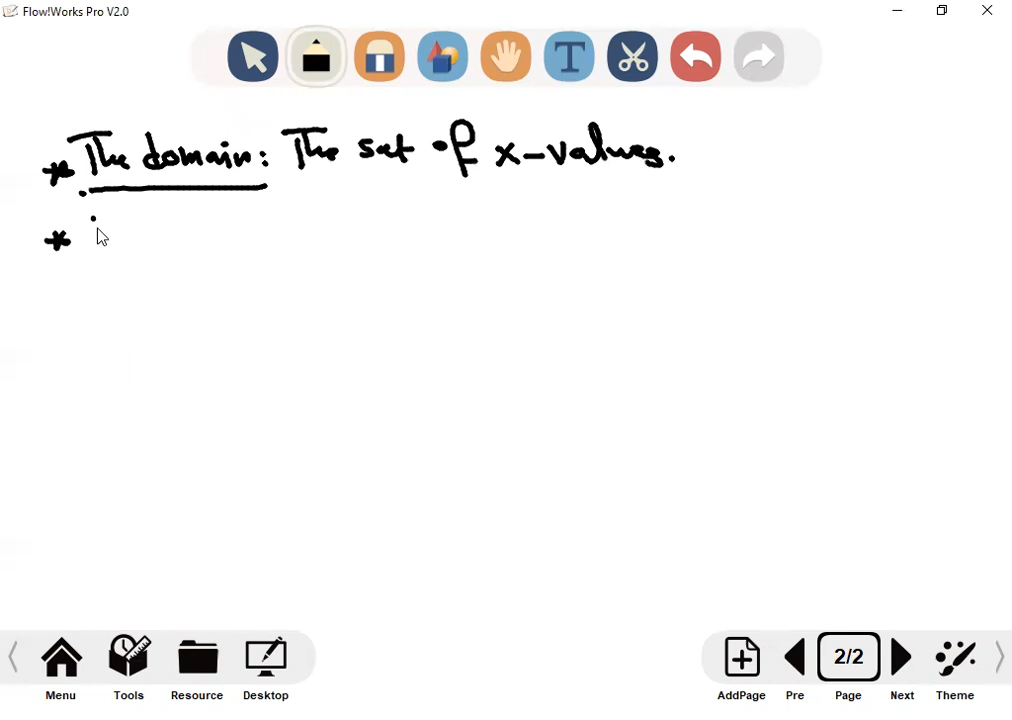 Flow!Works Pro V2.0
* The domain: The set of x-values.
*
Menu Tools Resource Desktop
2/2
AddPage Pre Page Next Theme